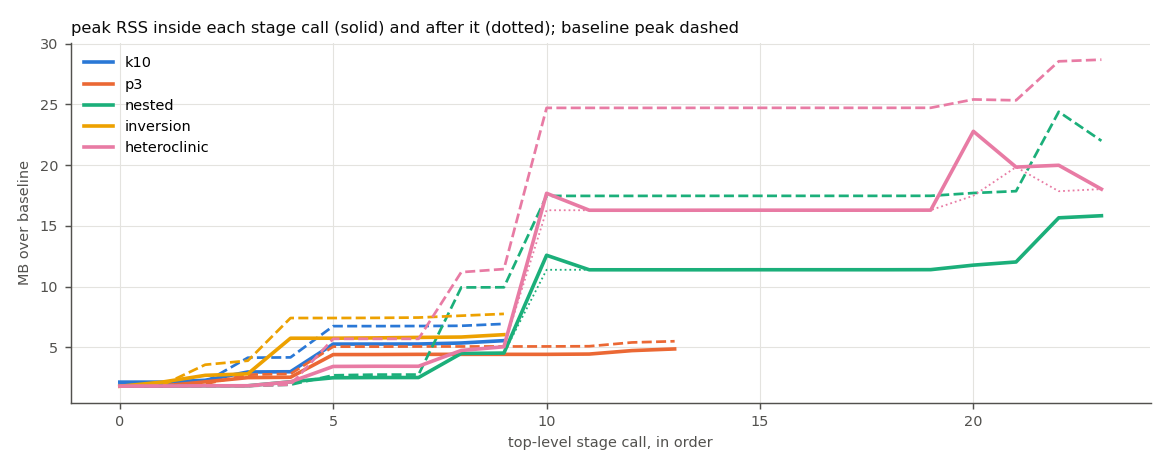 peak RSS inside each stage call (solid) and after it (dotted); baseline peak dashed
MB over baseline
30
25
20
15
10
5
k10
p3
nested
inversion
heteroclinic
0
5
10
15
20
top-level stage call, in order